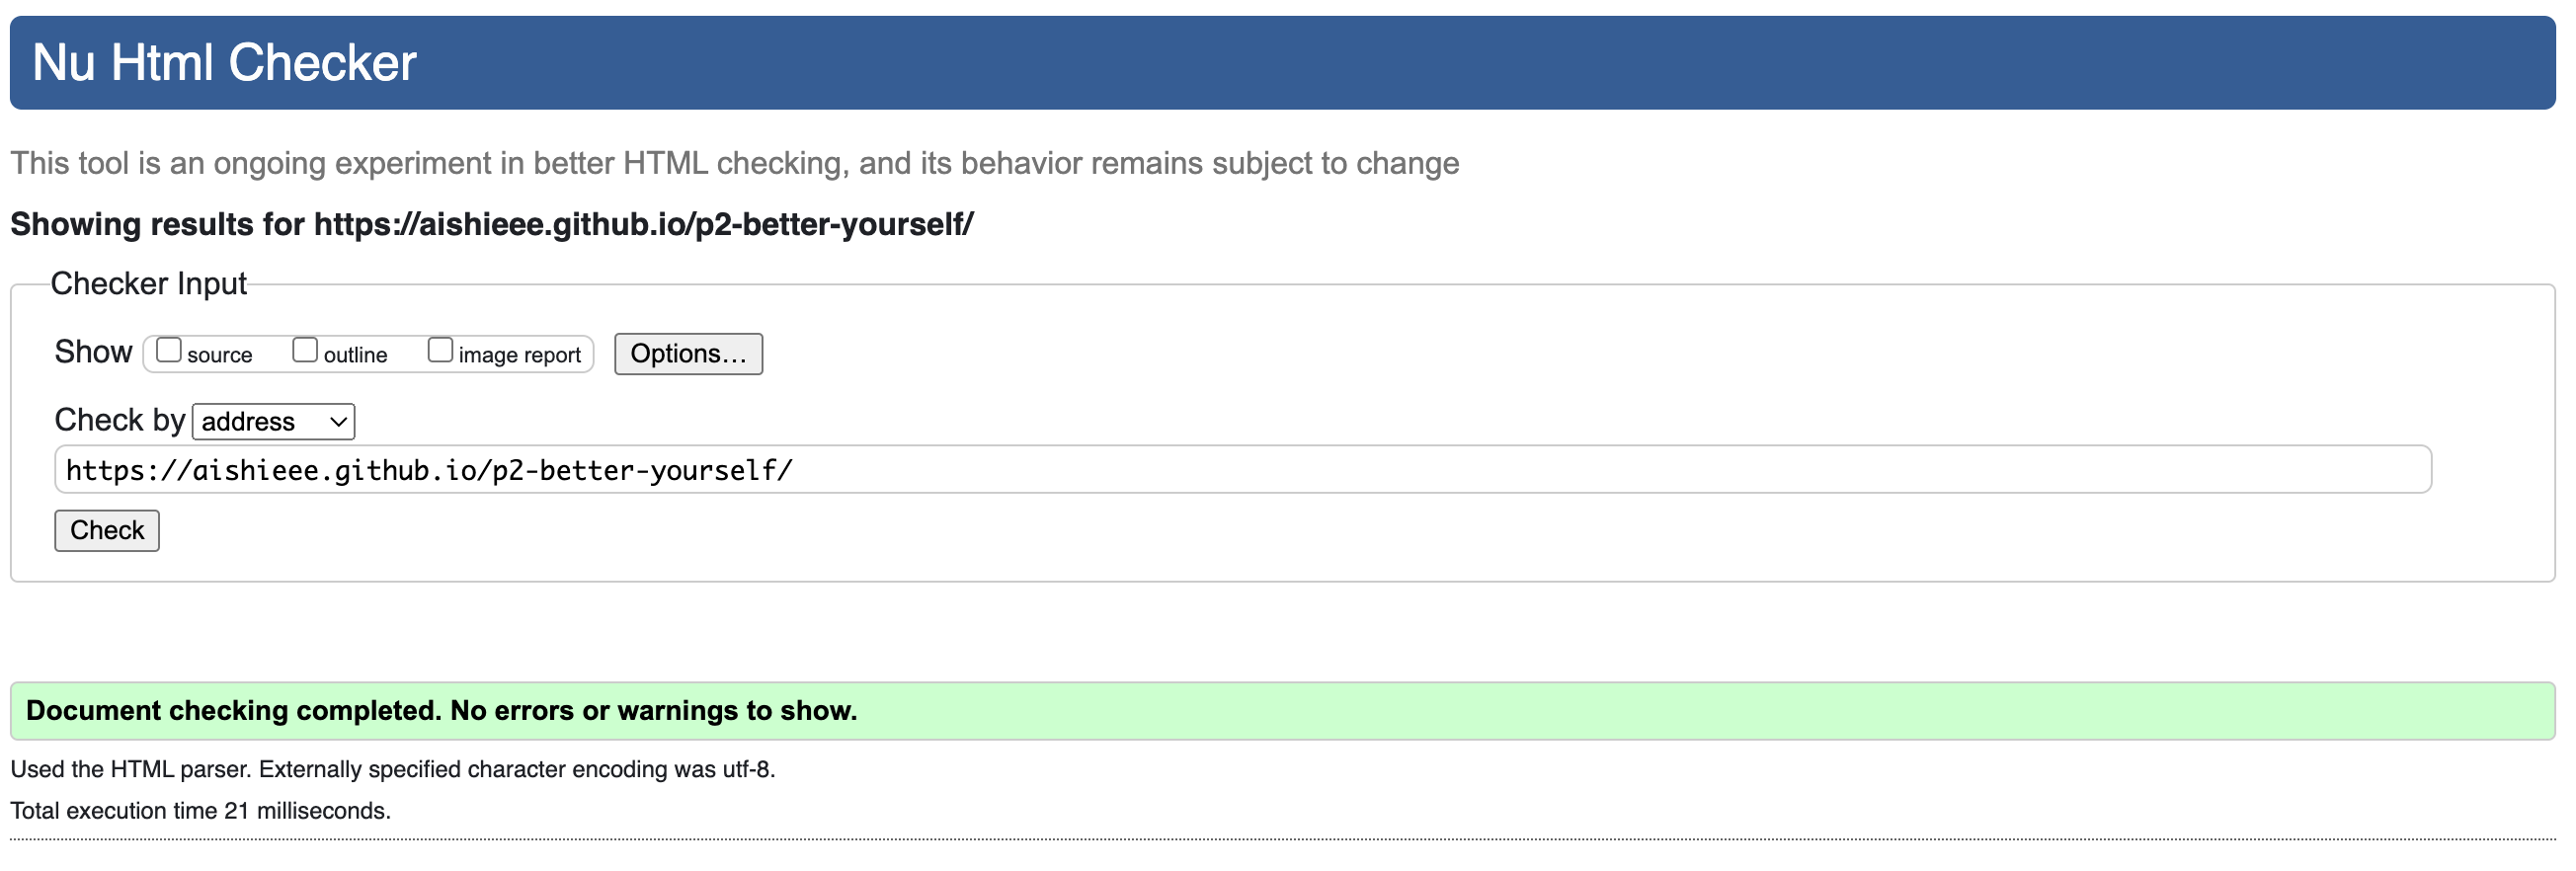 Nu Html Checker
This tool is an ongoing experiment in better HTML checking, and its behavior remains subject to change
Showing results for https://aishieee.github.io/p2-better-yourself/
Checker Input
Show source outline image report Options…
Check by address
https://aishieee.github.io/p2-better-yourself/
Check
Document checking completed. No errors or warnings to show.
Used the HTML parser. Externally specified character encoding was utf-8.
Total execution time 21 milliseconds.